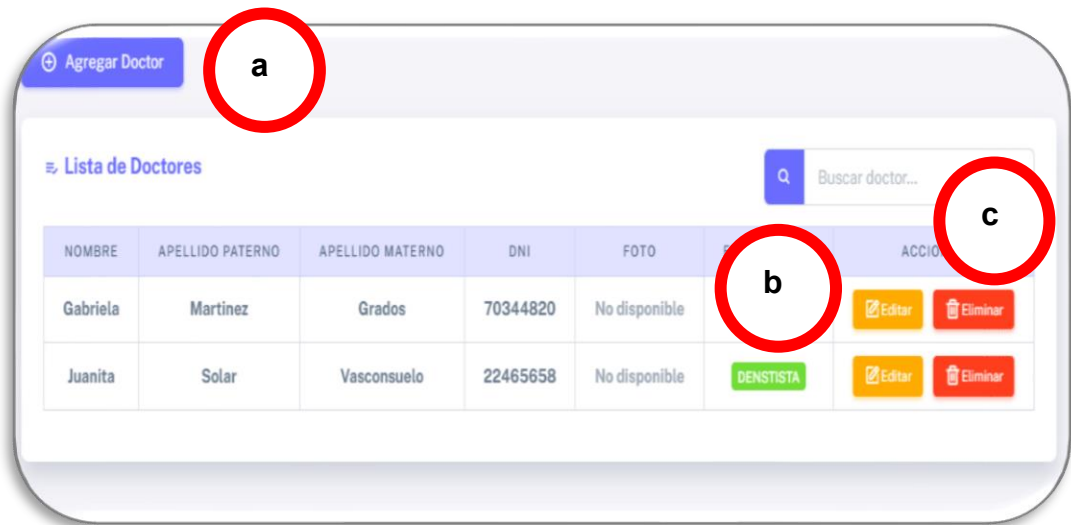 Agregar Doctor
a
Lista de Doctores
Buscar doctor...
c
NOMBRE APELLIDO PATERNO APELLIDO MATERNO DNI FOTO
b
Gabriela Martinez Grados 70344820 No disponible Editar Eliminar
Juanita Solar Vasconsuelo 22465658 No disponible DENSTISTA Editar Eliminar